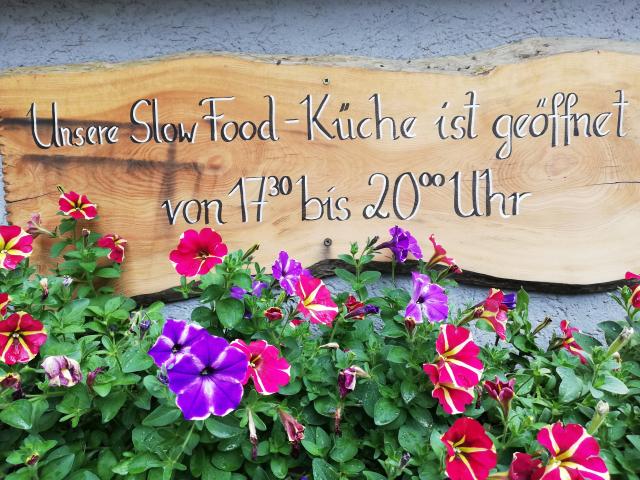 Unsere Slow Food-Küche ist geöffnet
von 17³⁰ bis 20⁰⁰ Uhr